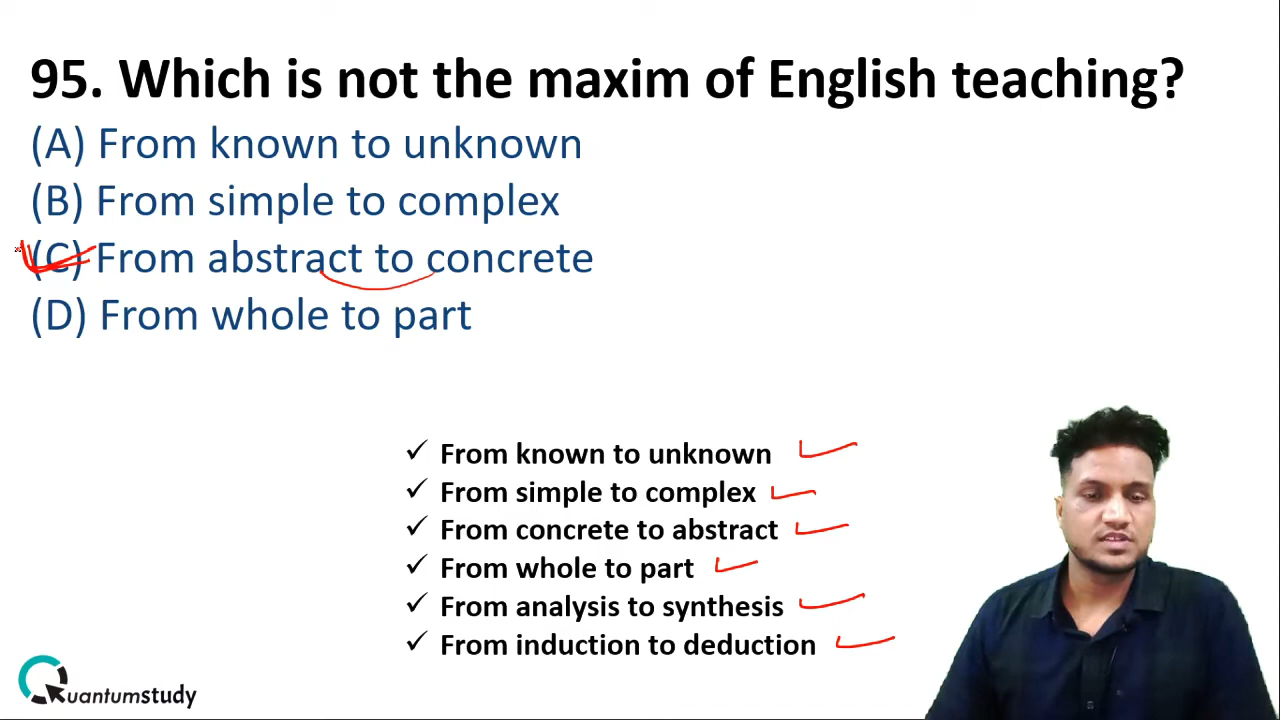 95. Which is not the maxim of English teaching?
(A) From known to unknown
(B) From simple to complex
(C) From abstract to concrete
(D) From whole to part
✓ From known to unknown
✓ From simple to complex
✓ From concrete to abstract
✓ From whole to part
✓ From analysis to synthesis
✓ From induction to deduction
Quantumstudy